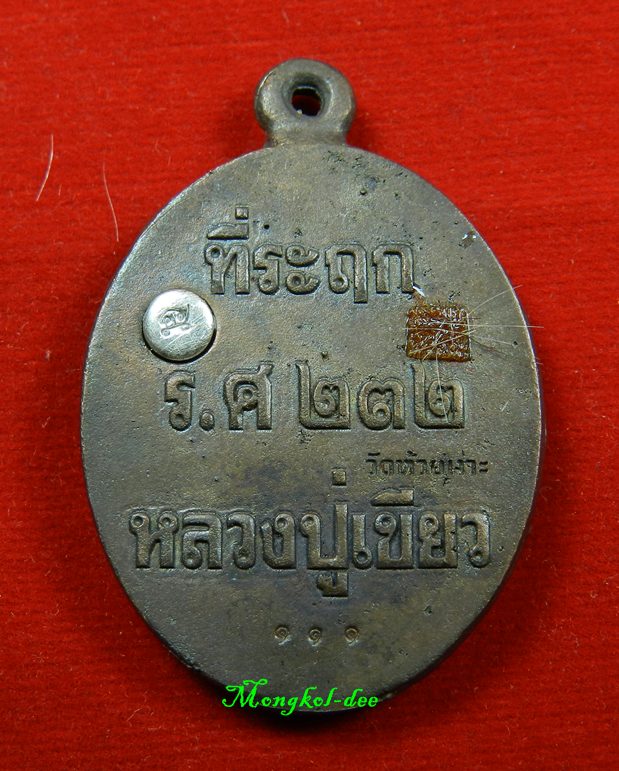 ที่ระฤก
ร.ศ ๒๓๒
วัดห้วยเงาะ
หลวงปู่เขียว
๑ ๑ ๑
Mongkol-dee